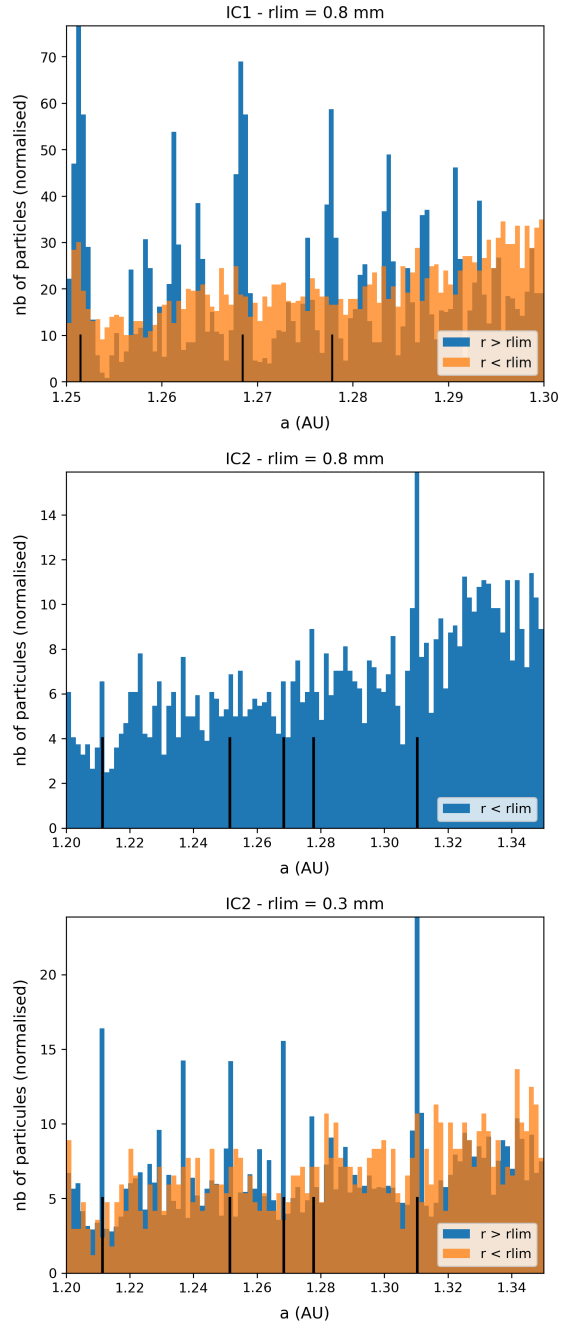 IC1 - rlim = 0.8 mm
nb of particles (normalised)
70
60
50
40
30
20
10
0
r > rlim
r < rlim
1.25 1.26 1.27 1.28 1.29 1.30
a (AU)
IC2 - rlim = 0.8 mm
nb of particules (normalised)
14
12
10
8
6
4
2
0
r < rlim
1.20 1.22 1.24 1.26 1.28 1.30 1.32 1.34
a (AU)
IC2 - rlim = 0.3 mm
nb of particules (normalised)
20
15
10
5
0
r > rlim
r < rlim
1.20 1.22 1.24 1.26 1.28 1.30 1.32 1.34
a (AU)